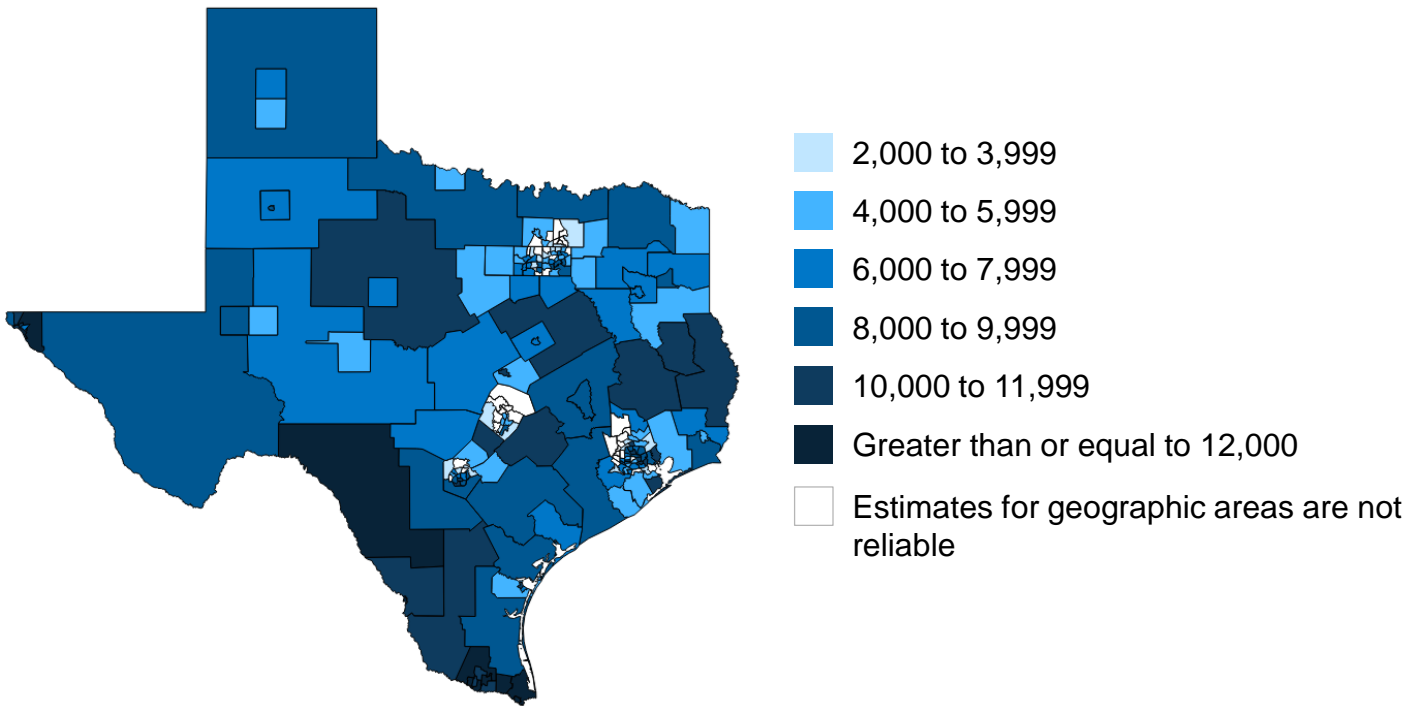 2,000 to 3,999
4,000 to 5,999
6,000 to 7,999
8,000 to 9,999
10,000 to 11,999
Greater than or equal to 12,000
Estimates for geographic areas are not
reliable